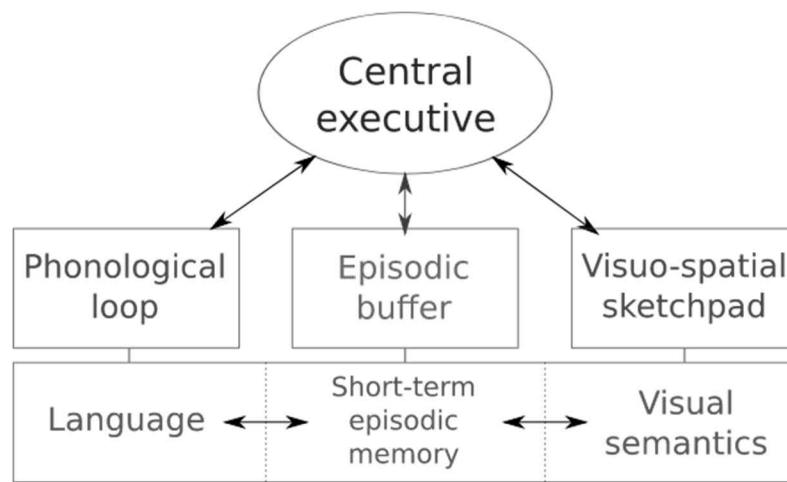 Central
executive
Phonological
loop
Episodic
buffer
Visuo-spatial
sketchpad
Language
Short-term
episodic
memory
Visual
semantics